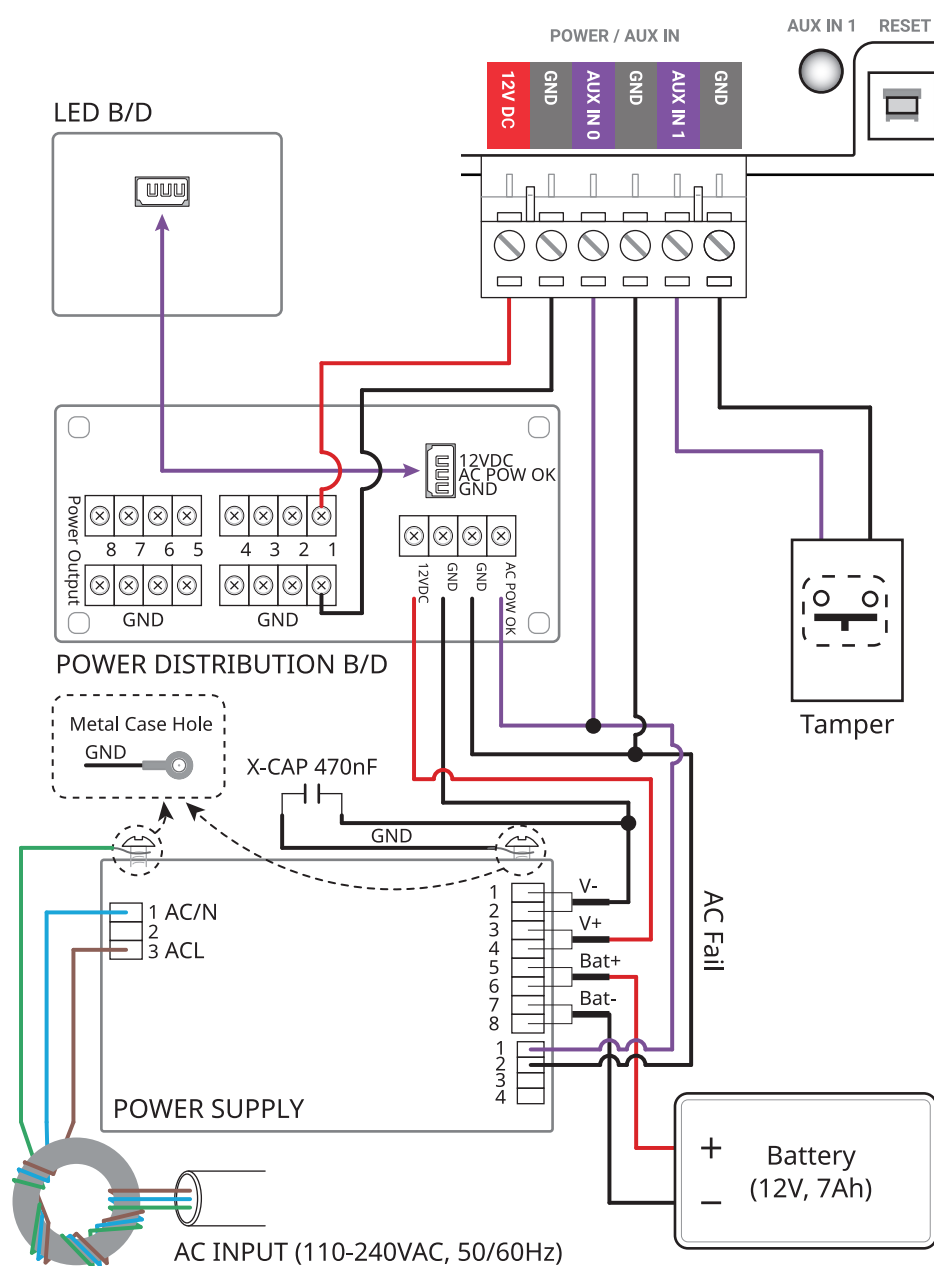 AUX IN 1 RESET
POWER / AUX IN
12V DC
GND
AUX IN 0
GND
AUX IN 1
GND
LED B/D
12VDC
AC POW OK
GND
Power Output
8 7 6 5
4 3 2 1
GND
GND
12VDC
GND
GND
AC POW OK
POWER DISTRIBUTION B/D
Tamper
Metal Case Hole
GND
X-CAP 470nF
GND
1 AC/N
2
3 ACL
1
2
3
4
5
6
7
8
V-
V+
Bat+
Bat-
1
2
3
4
AC Fail
POWER SUPPLY
+
−
Battery
(12V, 7Ah)
AC INPUT (110-240VAC, 50/60Hz)